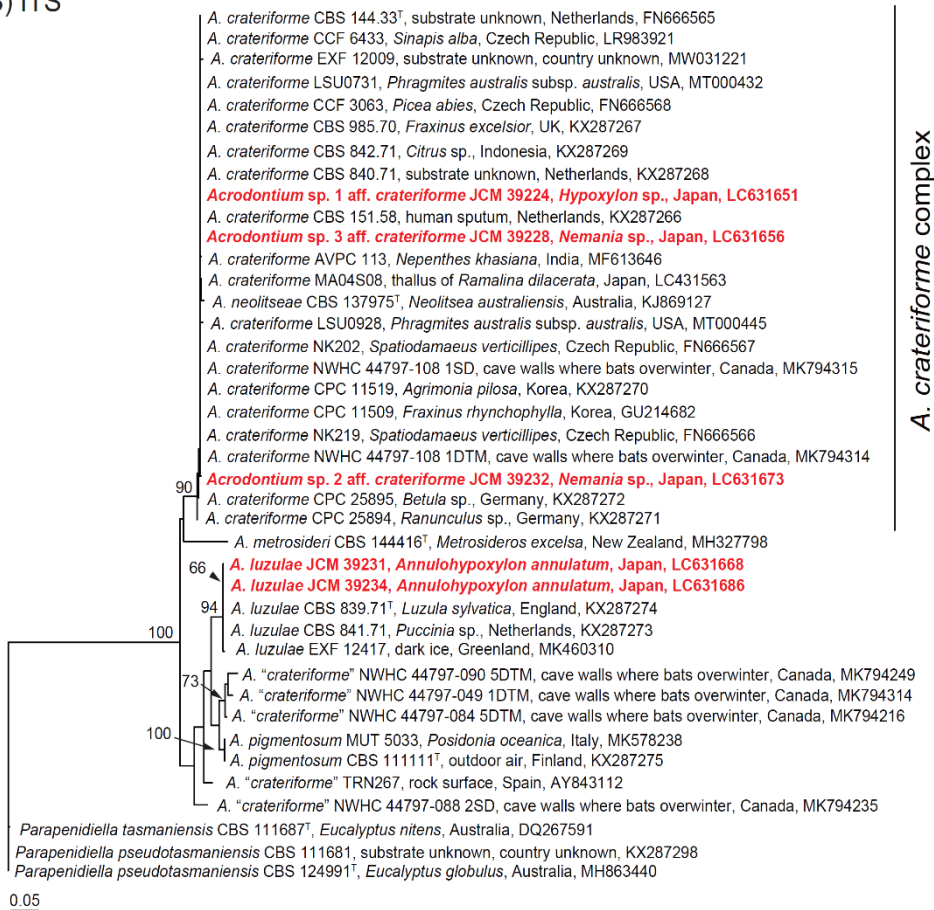 ITS
A. crateriforme CBS 144.33ᵀ, substrate unknown, Netherlands, FN666565
A. crateriforme CCF 6433, Sinapis alba, Czech Republic, LR983921
A. crateriforme EXF 12009, substrate unknown, country unknown, MW031221
A. crateriforme LSU0731, Phragmites australis subsp. australis, USA, MT000432
A. crateriforme CCF 3063, Picea abies, Czech Republic, FN666568
A. crateriforme CBS 985.70, Fraxinus excelsior, UK, KX287267
A. crateriforme CBS 842.71, Citrus sp., Indonesia, KX287269
A. crateriforme CBS 840.71, substrate unknown, Netherlands, KX287268
Acrodontium sp. 1 aff. crateriforme JCM 39224, Hypoxylon sp., Japan, LC631651
A. crateriforme CBS 151.58, human sputum, Netherlands, KX287266
Acrodontium sp. 3 aff. crateriforme JCM 39228, Nemania sp., Japan, LC631656
A. crateriforme AVPC 113, Nepenthes khasiana, India, MF613646
A. crateriforme MA04S08, thallus of Ramalina dilacerata, Japan, LC431563
A. neolitseae CBS 137975ᵀ, Neolitsea australiensis, Australia, KJ869127
A. crateriforme LSU0928, Phragmites australis subsp. australis, USA, MT000445
A. crateriforme NK202, Spatiodamaeus verticillipes, Czech Republic, FN666567
A. crateriforme NWHC 44797-108 1SD, cave walls where bats overwinter, Canada, MK794315
A. crateriforme CPC 11519, Agrimonia pilosa, Korea, KX287270
A. crateriforme CPC 11509, Fraxinus rhynchophylla, Korea, GU214682
A. crateriforme NK219, Spatiodamaeus verticillipes, Czech Republic, FN666566
A. crateriforme NWHC 44797-108 1DTM, cave walls where bats overwinter, Canada, MK794314
Acrodontium sp. 2 aff. crateriforme JCM 39232, Nemania sp., Japan, LC631673
90
A. crateriforme CPC 25895, Betula sp., Germany, KX287272
A. crateriforme CPC 25894, Ranunculus sp., Germany, KX287271
A. crateriforme complex
A. metrosideri CBS 144416ᵀ, Metrosideros excelsa, New Zealand, MH327798
66
A. luzulae JCM 39231, Annulohypoxylon annulatum, Japan, LC631668
A. luzulae JCM 39234, Annulohypoxylon annulatum, Japan, LC631686
94
A. luzulae CBS 839.71ᵀ, Luzula sylvatica, England, KX287274
100
A. luzulae CBS 841.71, Puccinia sp., Netherlands, KX287273
A. luzulae EXF 12417, dark ice, Greenland, MK460310
A. “crateriforme” NWHC 44797-090 5DTM, cave walls where bats overwinter, Canada, MK794249
73
A. “crateriforme” NWHC 44797-049 1DTM, cave walls where bats overwinter, Canada, MK794314
A. “crateriforme” NWHC 44797-084 5DTM, cave walls where bats overwinter, Canada, MK794216
100
A. pigmentosum MUT 5033, Posidonia oceanica, Italy, MK578238
A. pigmentosum CBS 111111ᵀ, outdoor air, Finland, KX287275
A. “crateriforme” TRN267, rock surface, Spain, AY843112
A. “crateriforme” NWHC 44797-088 2SD, cave walls where bats overwinter, Canada, MK794235
Parapenidiella tasmaniensis CBS 111687ᵀ, Eucalyptus nitens, Australia, DQ267591
Parapenidiella pseudotasmaniensis CBS 111681, substrate unknown, country unknown, KX287298
Parapenidiella pseudotasmaniensis CBS 124991ᵀ, Eucalyptus globulus, Australia, MH863440
0.05